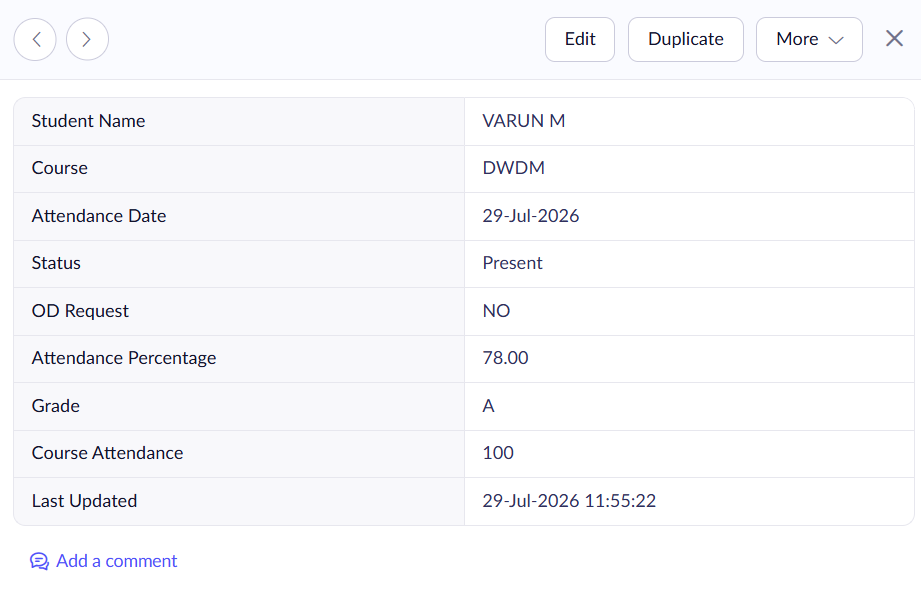 Edit Duplicate More
Student Name VARUN M
Course DWDM
Attendance Date 29-Jul-2026
Status Present
OD Request NO
Attendance Percentage 78.00
Grade A
Course Attendance 100
Last Updated 29-Jul-2026 11:55:22
Add a comment